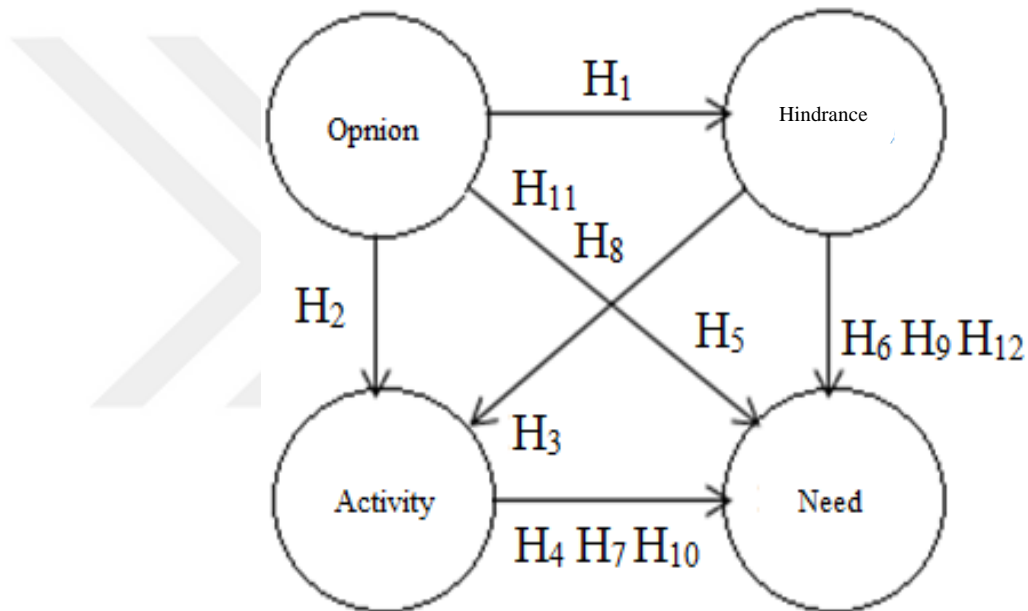 H₁
Opnion
Hindrance
H₁₁
H₈
H₂
H₅
H₆ H₉ H₁₂
H₃
Activity
Need
H₄ H₇ H₁₀